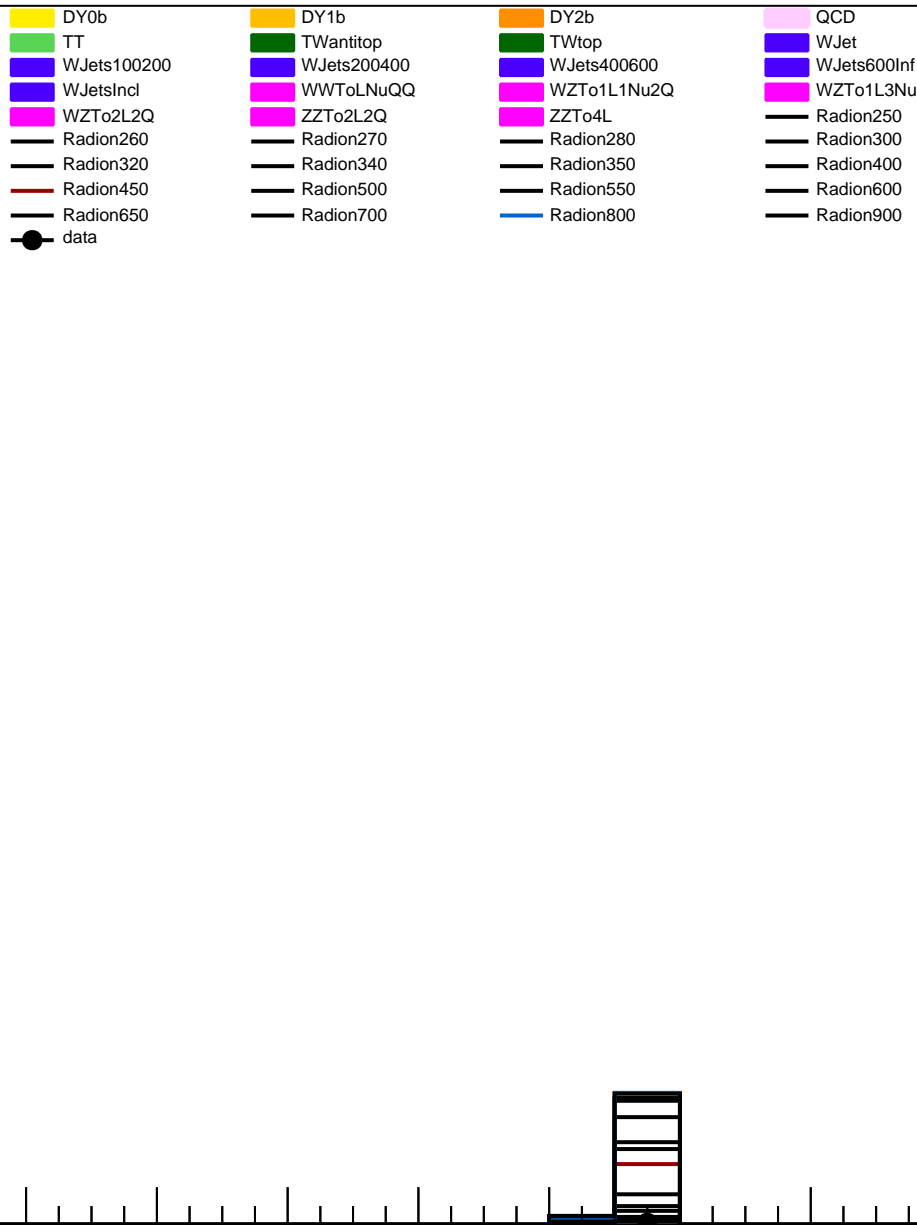 DY0b DY1b DY2b QCD
TT TWantitop TWtop WJet
WJets100200 WJets200400 WJets400600 WJets600Inf
WJetsIncl WWToLNuQQ WZTo1L1Nu2Q WZTo1L3Nu
WZTo2L2Q ZZTo2L2Q ZZTo4L Radion250
Radion260 Radion270 Radion280 Radion300
Radion320 Radion340 Radion350 Radion400
Radion450 Radion500 Radion550 Radion600
Radion650 Radion700 Radion800 Radion900
data